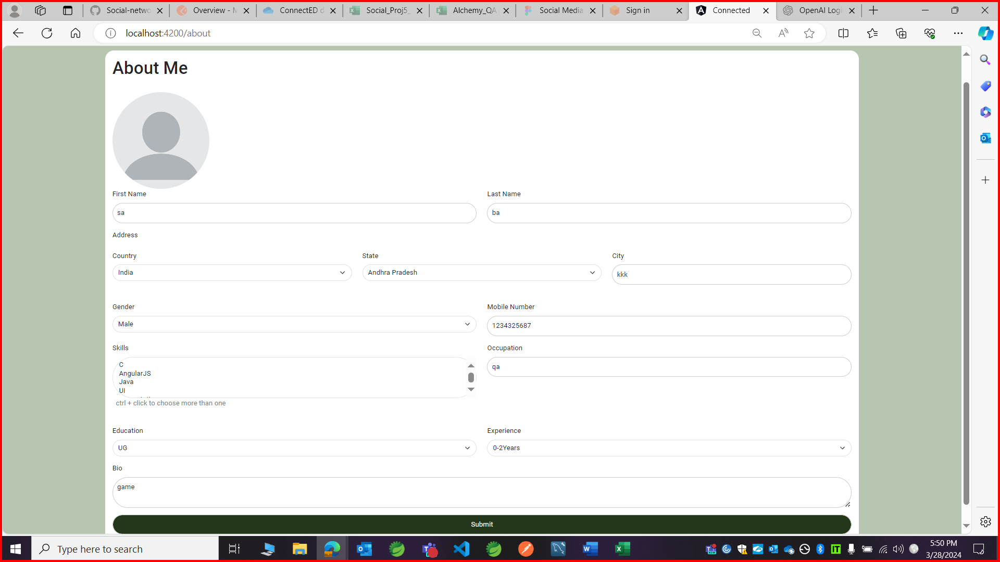 Social-netwo
Overview - M
ConnectED d
Social_Proj5_
Alchemy_QA
Social Media
Sign in
Connected
OpenAI Logi
localhost:4200/about
About Me
First Name
Last Name
sa
ba
Address
Country
State
City
India
Andhra Pradesh
kkk
Gender
Mobile Number
Male
1234325687
Skills
Occupation
C
AngularJS
Java
UI
qa
ctrl + click to choose more than one
Education
Experience
UG
0-2Years
Bio
game
Submit
Type here to search
5:50 PM
3/28/2024